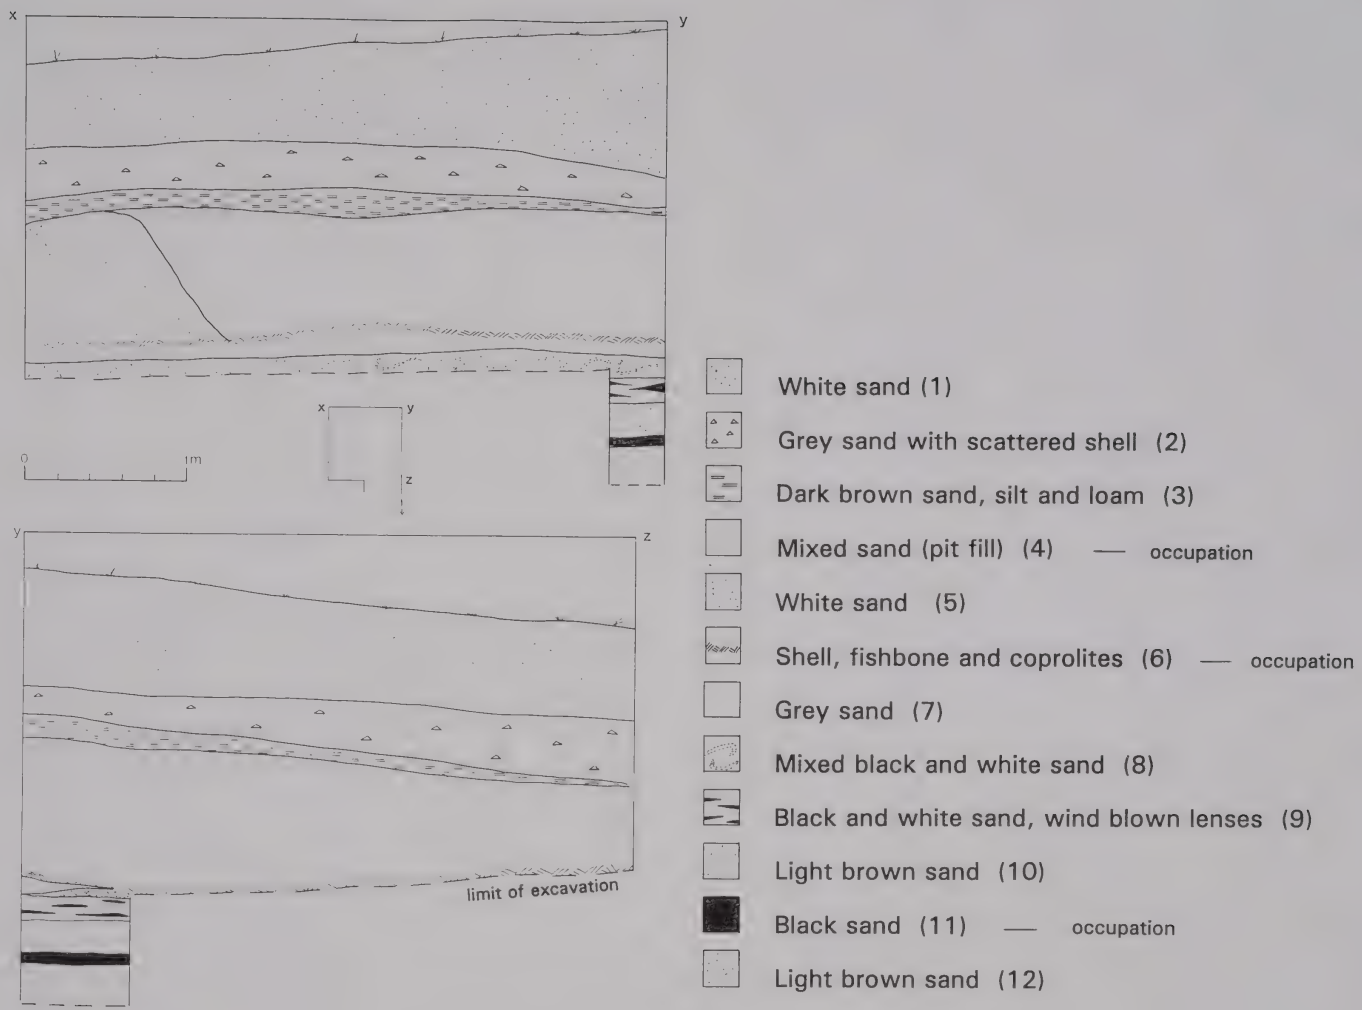 x
y
0
1m
x
y
z
y
z
limit of excavation
White sand (1)
Grey sand with scattered shell (2)
Dark brown sand, silt and loam (3)
Mixed sand (pit fill) (4) — occupation
White sand (5)
Shell, fishbone and coprolites (6) — occupation
Grey sand (7)
Mixed black and white sand (8)
Black and white sand, wind blown lenses (9)
Light brown sand (10)
Black sand (11) — occupation
Light brown sand (12)